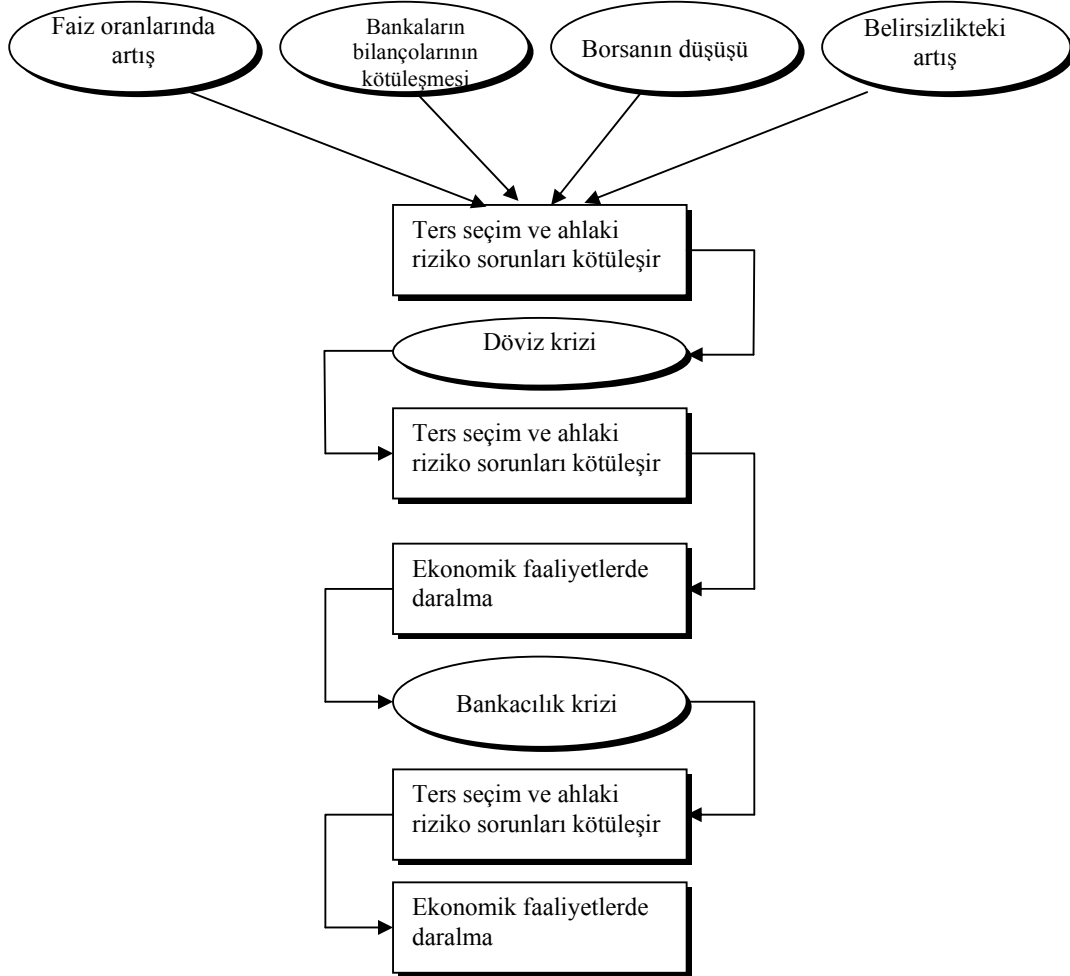 Faiz oranlarında
artış
Bankaların
bilançolarının
kötüleşmesi
Borsanın düşüşü
Belirsizlikteki
artış
Ters seçim ve ahlaki
riziko sorunları kötüleşir
Döviz krizi
Ters seçim ve ahlaki
riziko sorunları kötüleşir
Ekonomik faaliyetlerde
daralma
Bankacılık krizi
Ters seçim ve ahlaki
riziko sorunları kötüleşir
Ekonomik faaliyetlerde
daralma